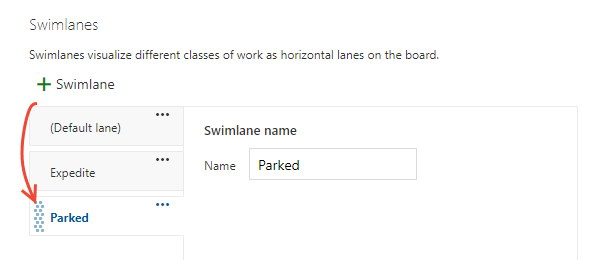 Swimlanes
Swimlanes visualize different classes of work as horizontal lanes on the board.
+ Swimlane
(Default lane) •••
Swimlane name
Name Parked
Expedite •••
Parked •••